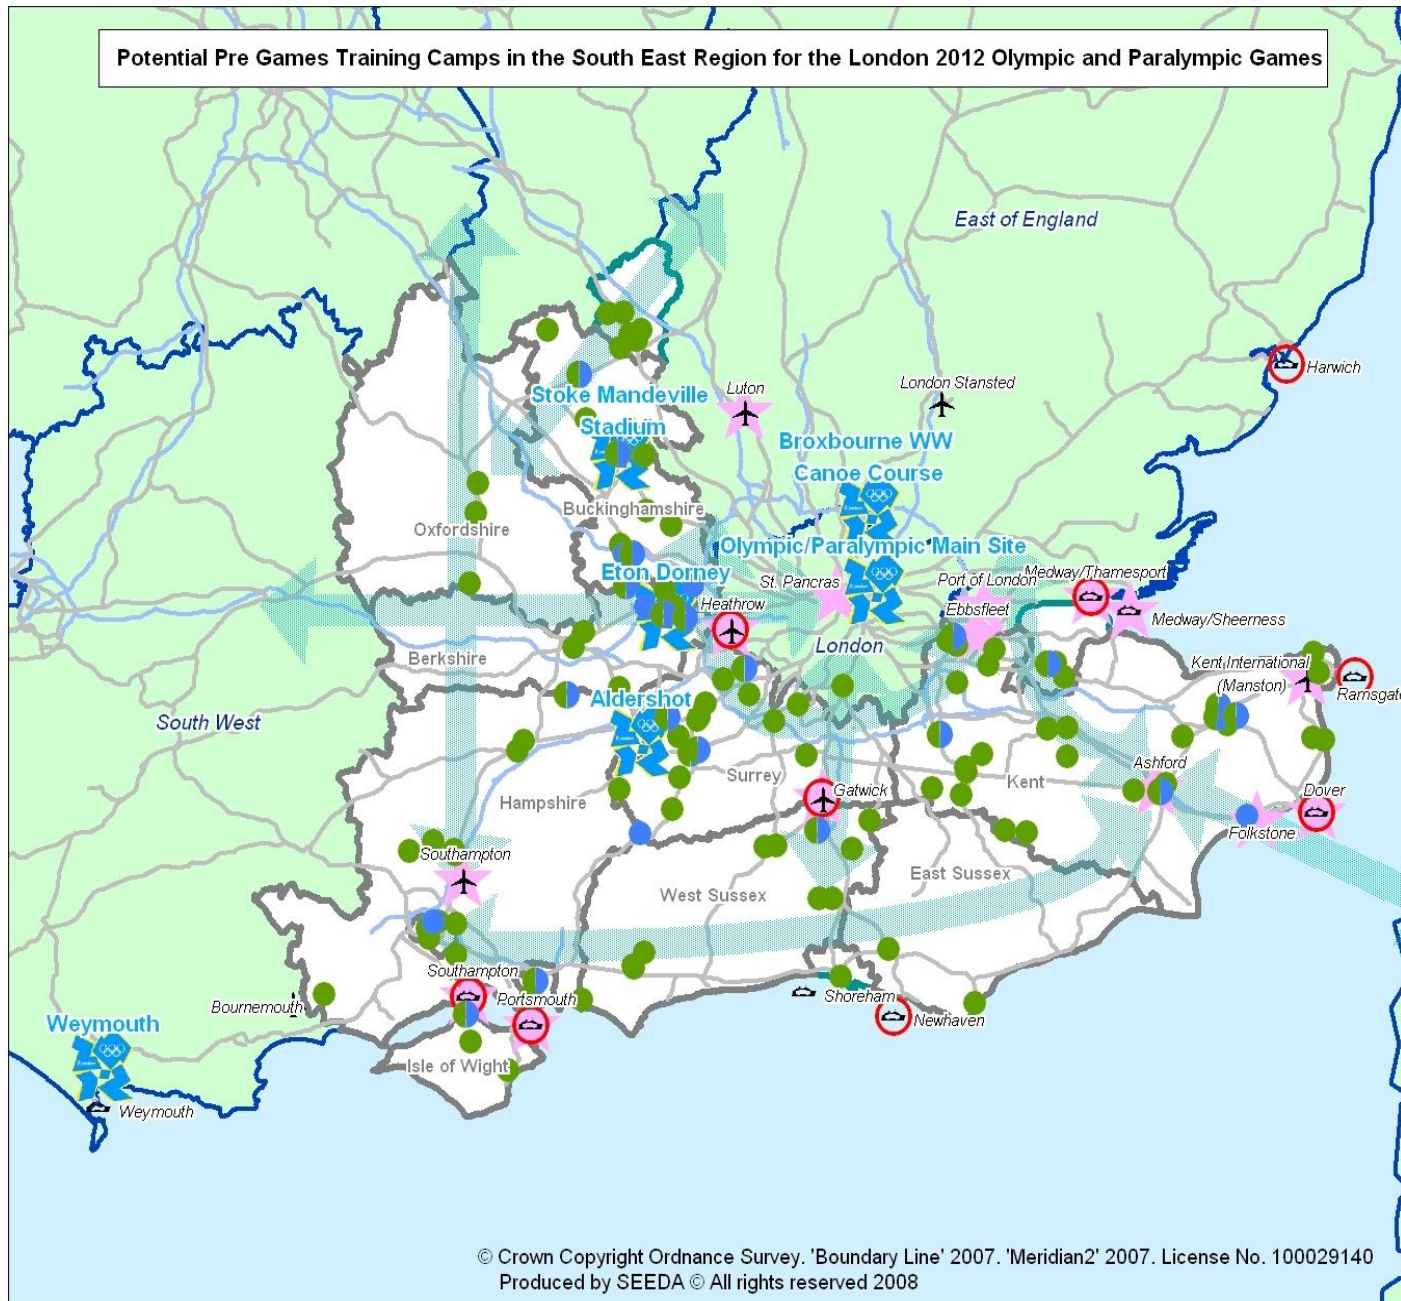 Potential Pre Games Training Camps in the South East Region for the London 2012 Olympic and Paralympic Games
East of England
Harwich
Luton
London Stansted
Stoke Mandeville
Stadium
Broxbourne WW
Canoe Course
Buckinghamshire
Oxfordshire
Olympic/Paralympic Main Site
Eton Dorney
St. Pancras
Port of London
Medway/Thamesport
Heathrow
Ebbsfleet
Medway/Sheerness
London
Berkshire
Kent International
(Manston)
Ramsgate
Aldershot
South West
Ashford
Surrey
Kent
Gatwick
Dover
Hampshire
Folkstone
Southampton
East Sussex
West Sussex
Southampton
Portsmouth
Shoreham
Bournemouth
Newhaven
Weymouth
Isle of Wight
Weymouth
© Crown Copyright Ordnance Survey. 'Boundary Line' 2007. 'Meridian2' 2007. License No. 100029140
Produced by SEEDA © All rights reserved 2008